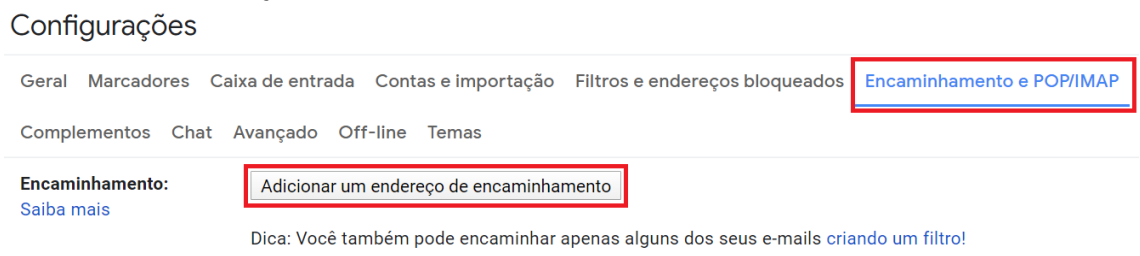 Configurações
Geral Marcadores Caixa de entrada Contas e importação Filtros e endereços bloqueados Encaminhamento e POP/IMAP
Complementos Chat Avançado Off-line Temas
Encaminhamento: Adicionar um endereço de encaminhamento
Saiba mais
Dica: Você também pode encaminhar apenas alguns dos seus e-mails criando um filtro!